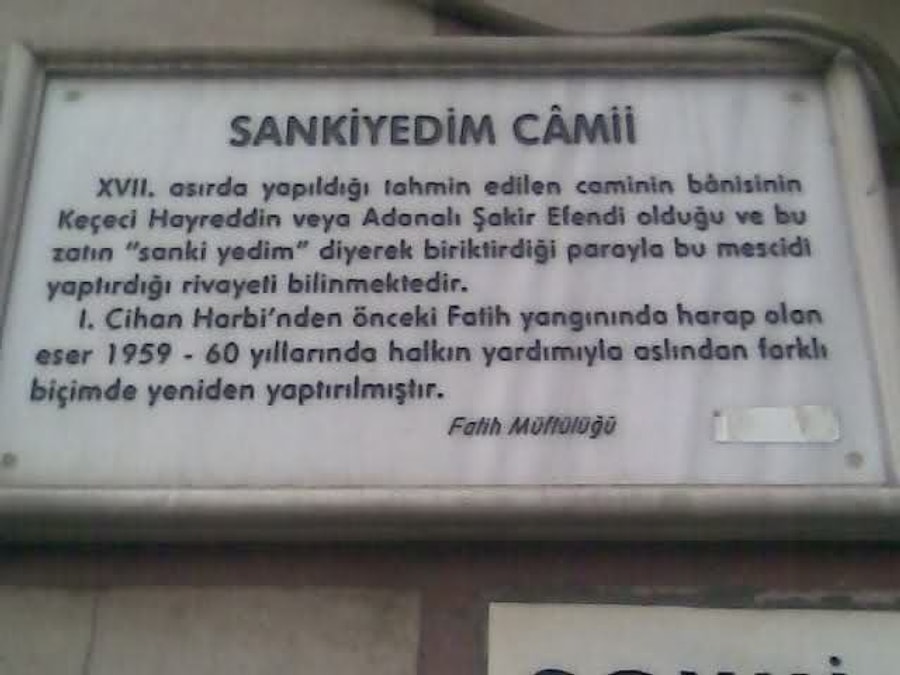 SANKİYEDİM CÂMİİ
XVII. asırda yapıldığı tahmin edilen caminin bânisinin
Keçeci Hayreddin veya Adanalı Şakir Efendi olduğu ve bu
zatın "sanki yedim" diyerek biriktirdiği parayla bu mescidi
yaptırdığı rivayeti bilinmektedir.
I. Cihan Harbi'nden önceki Fatih yangınında harap olan
eser 1959 - 60 yıllarında halkın yardımıyla aslından farklı
biçimde yeniden yaptırılmıştır.
Fatih Müftülüğü